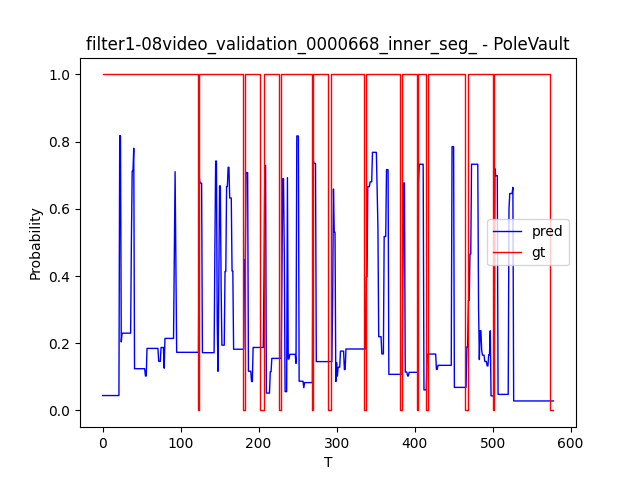 filter1-08video_validation_0000668_inner_seg_ - PoleVault
1.0
0.8
0.6
0.4
0.2
0.0
Probability
pred
gt
0 100 200 300 400 500 600
T